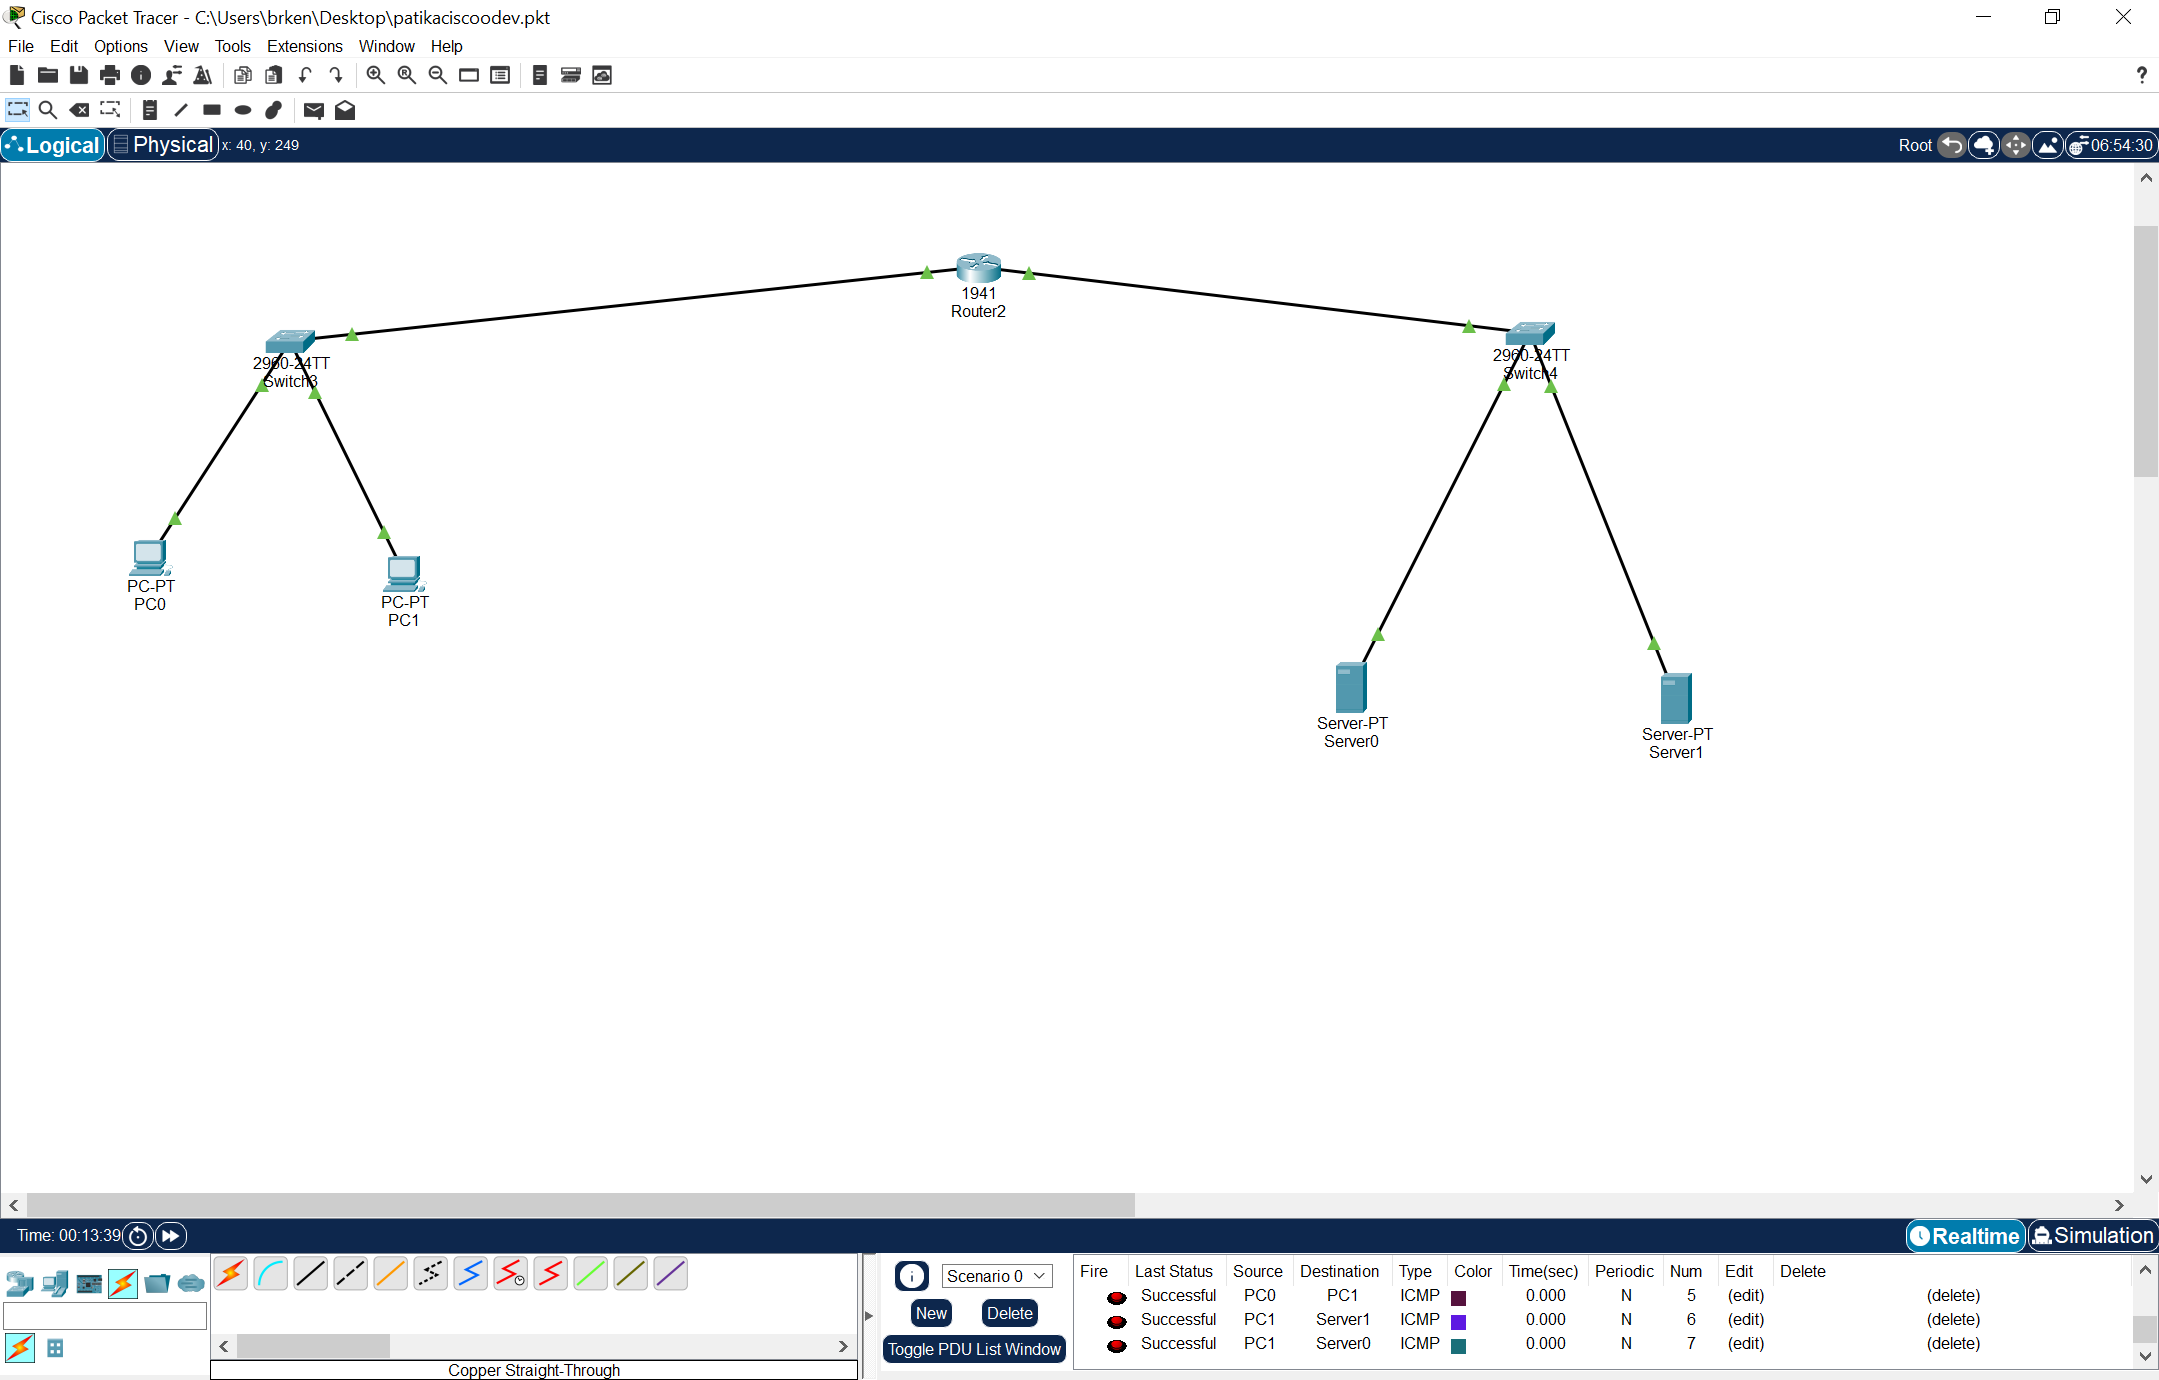 Cisco Packet Tracer - C:\Users\brken\Desktop\patikaciscoodev.pkt
File Edit Options View Tools Extensions Window Help
?
Logical Physical x: 40, y: 249 Root 06:54:30
1941
Router2
2960-24TT
Switch3
2960-24TT
Switch4
PC-PT
PC0
PC-PT
PC1
Server-PT
Server0
Server-PT
Server1
Time: 00:13:39 Realtime Simulation
Scenario 0
New Delete
Toggle PDU List Window
Copper Straight-Through
Fire Last Status Source Destination Type Color Time(sec) Periodic Num Edit Delete
Successful PC0 PC1 ICMP 0.000 N 5 (edit) (delete)
Successful PC1 Server1 ICMP 0.000 N 6 (edit) (delete)
Successful PC1 Server0 ICMP 0.000 N 7 (edit) (delete)